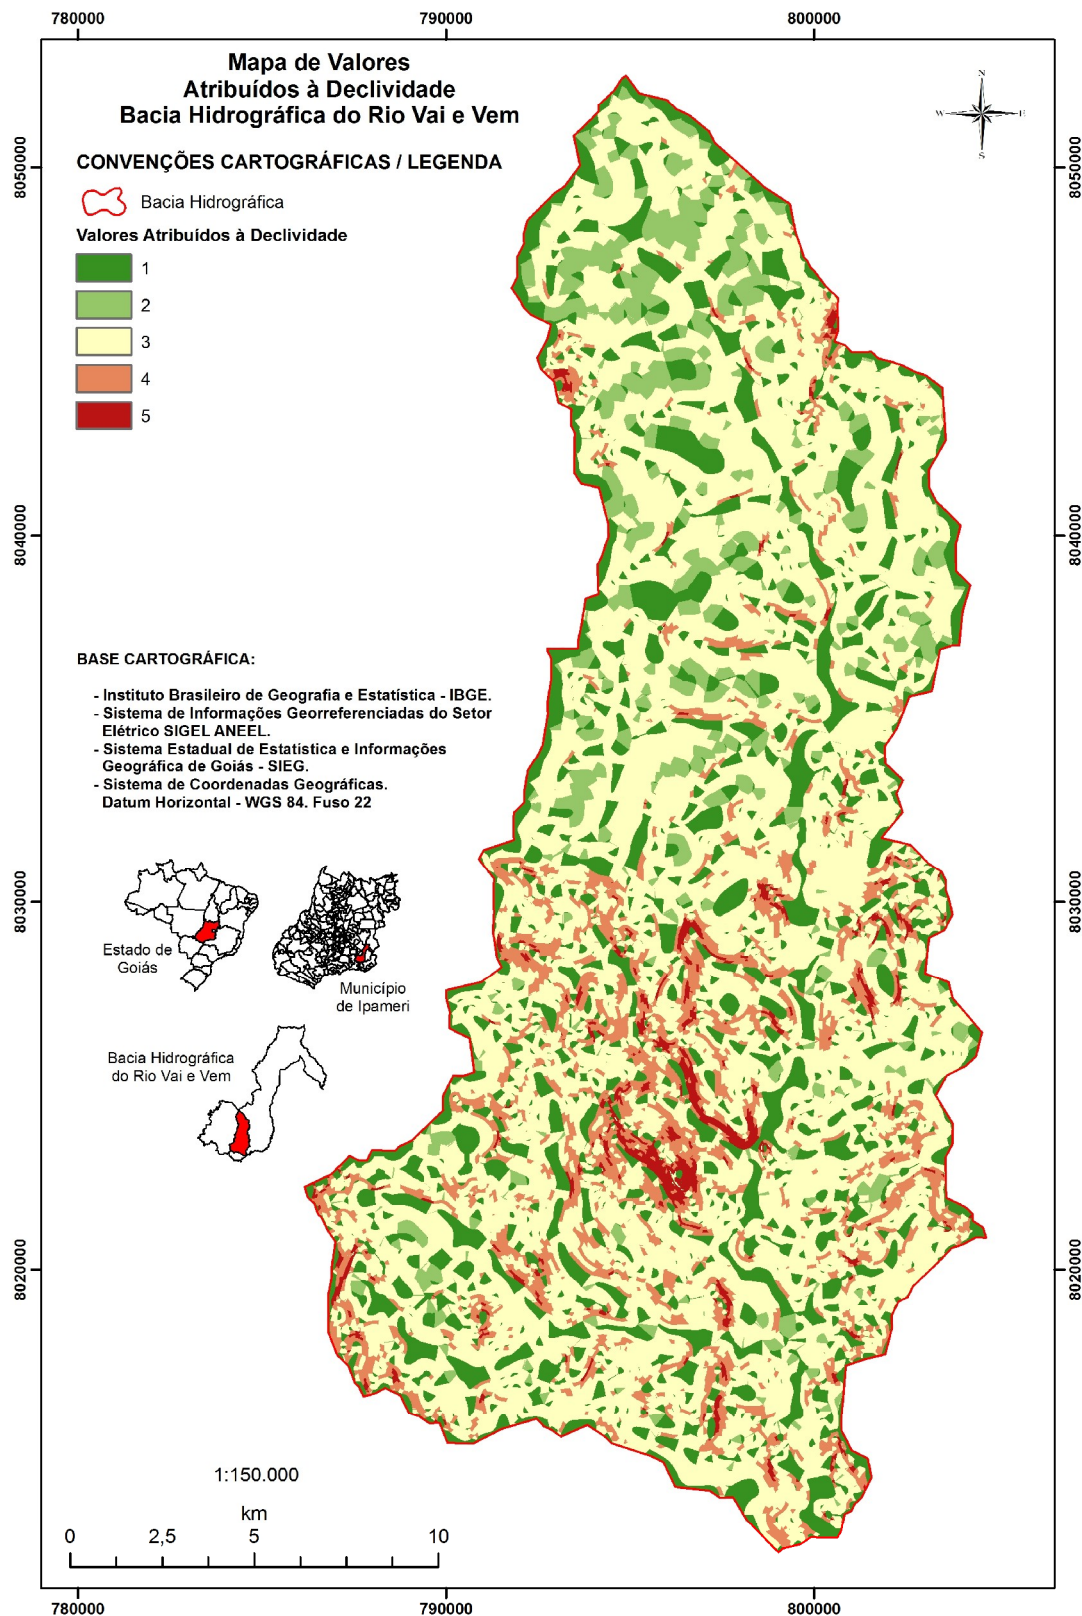 780000
790000
800000
Mapa de Valores
Atribuídos à Declividade
Bacia Hidrográfica do Rio Vai e Vem
N
W
E
S
CONVENÇÕES CARTOGRÁFICAS / LEGENDA
Bacia Hidrográfica
Valores Atribuídos à Declividade
1
2
3
4
5
8050000
8050000
8040000
8040000
BASE CARTOGRÁFICA:
- Instituto Brasileiro de Geografia e Estatística - IBGE.
- Sistema de Informações Georreferenciadas do Setor
Elétrico SIGEL ANEEL.
- Sistema Estadual de Estatística e Informações
Geográfica de Goiás - SIEG.
- Sistema de Coordenadas Geográficas.
Datum Horizontal - WGS 84. Fuso 22
8030000
8030000
Estado de
Goiás
Município
de Ipameri
Bacia Hidrográfica
do Rio Vai e Vem
8020000
8020000
1:150.000
km
0 2,5 5 10
780000
790000
800000